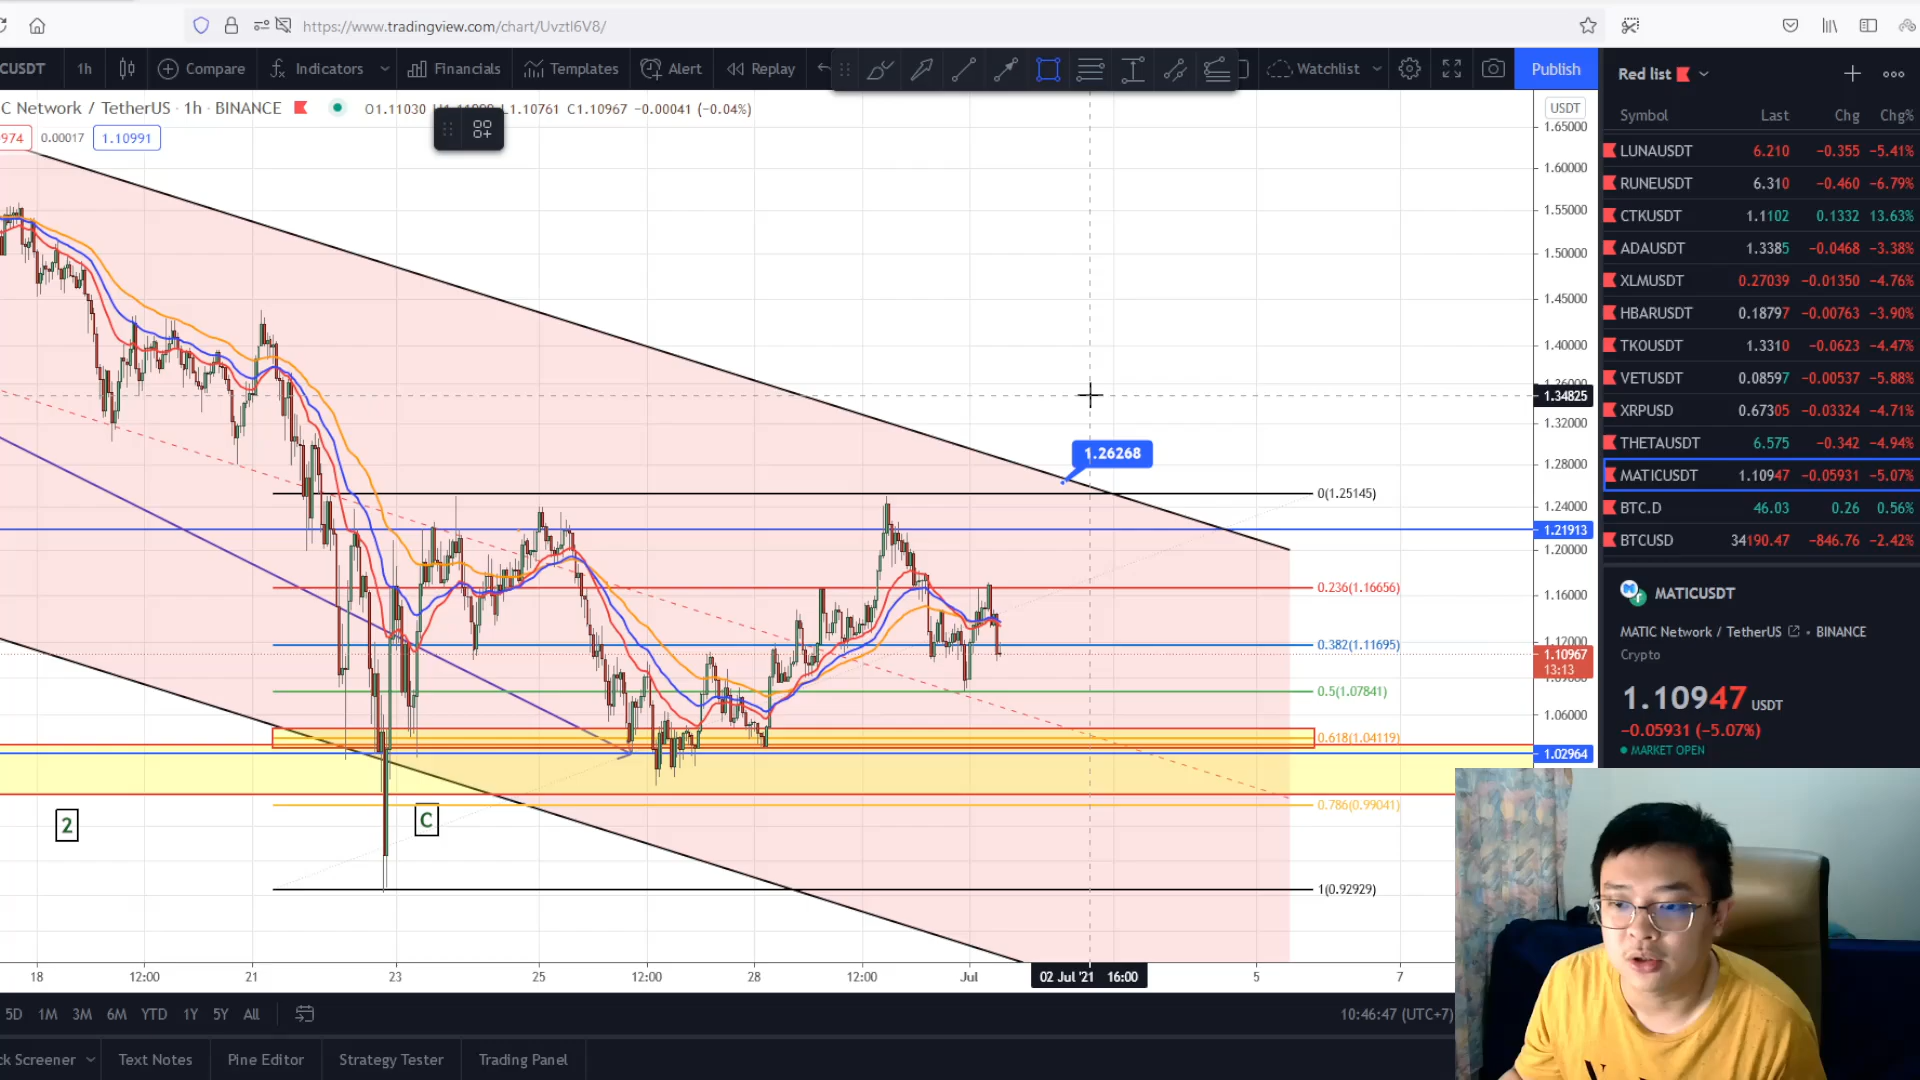 https://www.tradingview.com/chart/UvztI6V8/
CUSDT 1h Compare Indicators Financials Templates Alert Replay Watchlist Publish
C Network / TetherUS · 1h · BINANCE O1.11030 L1.10761 C1.10967 −0.00041 (−0.04%)
974 0.00017 1.10991
USDT
1.65000
1.60000
1.55000
1.50000
1.45000
1.40000
1.34825
1.32000
1.28000
1.24000
1.21913
1.20000
1.16000
1.12000
1.10967
13:13
1.06000
1.02964
1.26268
0(1.25145)
0.236(1.16656)
0.382(1.11695)
0.5(1.07841)
0.618(1.04119)
0.786(0.99041)
1(0.92929)
2
C
18 12:00 21 23 25 12:00 28 12:00 Jul 02 Jul '21 16:00 5 7
5D 1M 3M 6M YTD 1Y 5Y All
10:46:47 (UTC+7)
ck Screener Text Notes Pine Editor Strategy Tester Trading Panel
Red list
Symbol Last Chg Chg%
LUNAUSDT 6.210 −0.355 −5.41%
RUNEUSDT 6.310 −0.460 −6.79%
CTKUSDT 1.1102 0.1332 13.63%
ADAUSDT 1.3385 −0.0468 −3.38%
XLMUSDT 0.27039 −0.01350 −4.76%
HBARUSDT 0.18797 −0.00763 −3.90%
TKOUSDT 1.3310 −0.0623 −4.47%
VETUSDT 0.08597 −0.00537 −5.88%
XRPUSD 0.67305 −0.03324 −4.71%
THETAUSDT 6.575 −0.342 −4.94%
MATICUSDT 1.10947 −0.05931 −5.07%
BTC.D 46.03 0.26 0.56%
BTCUSD 34190.47 −846.76 −2.42%
MATICUSDT
MATIC Network / TetherUS • BINANCE
Crypto
1.10947 USDT
−0.05931 (−5.07%)
MARKET OPEN